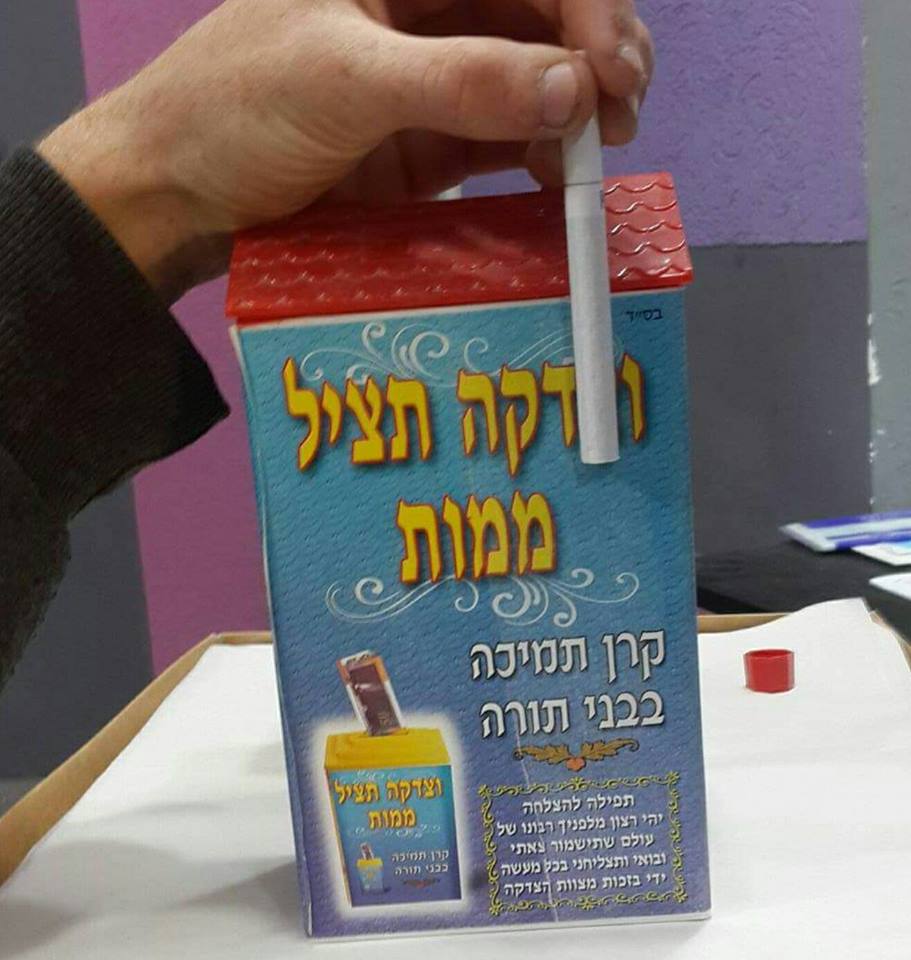 בס״ד
וצדקה תציל
ממות
קרן תמיכה
בבני תורה
וצדקה תציל
ממות
קרן תמיכה
בבני תורה
תפילה להצלחה
יהי רצון מלפניך רבונו של
עולם שתישמור צאתי
ובואי ותצליחני בכל מעשה
ידי בזכות מצוות הצדקה